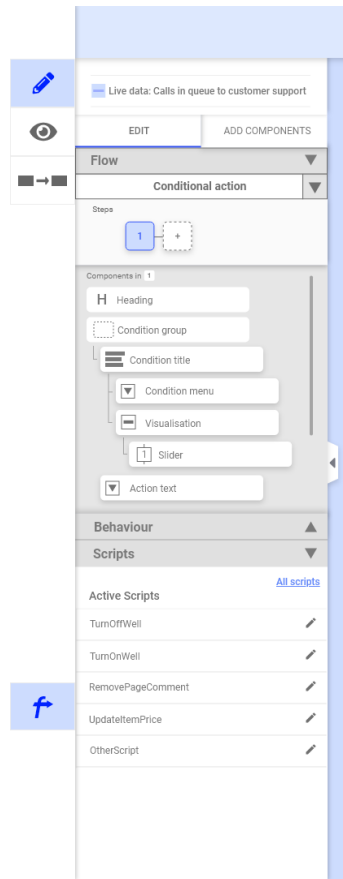 Live data: Calls in queue to customer support
EDIT
ADD COMPONENTS
Flow
Conditional action
Steps
1
+
Components in 1
H Heading
Condition group
Condition title
Condition menu
Visualisation
1 Slider
Action text
Behaviour
Scripts
All scripts
Active Scripts
TurnOffWell
TurnOnWell
RemovePageComment
UpdateItemPrice
OtherScript